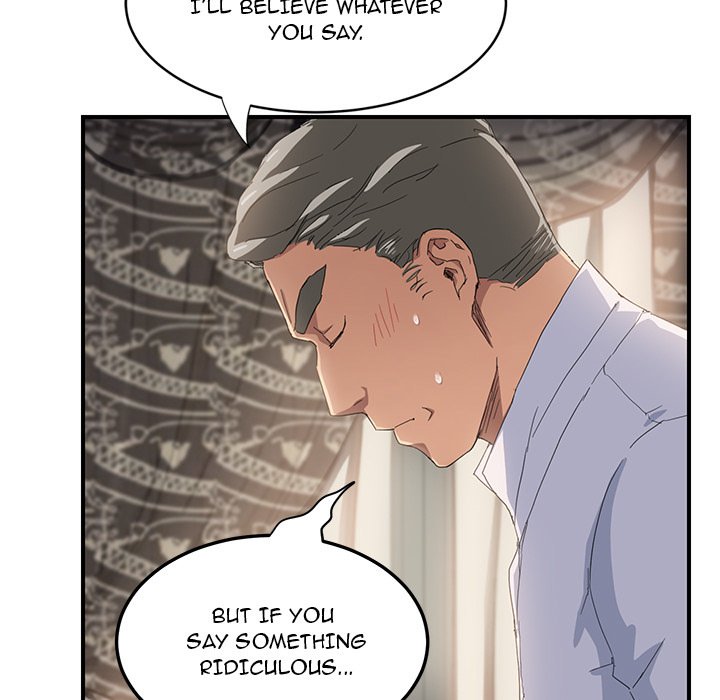 I'LL BELIEVE WHATEVER
YOU SAY.
BUT IF YOU
SAY SOMETHING
RIDICULOUS...